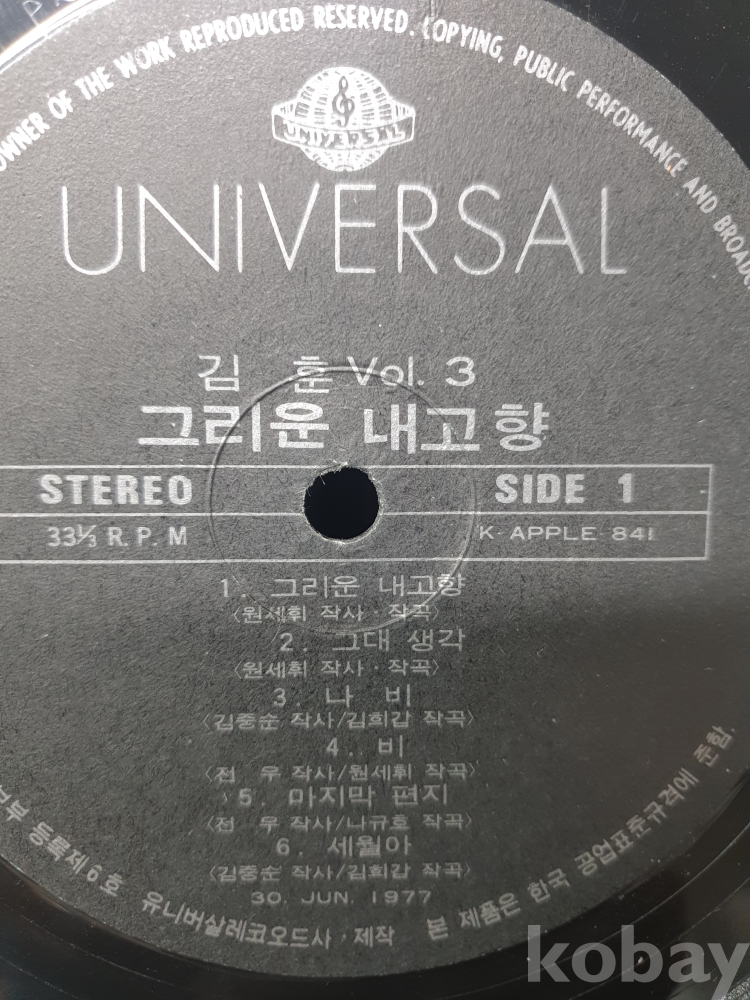 OWNER OF THE WORK REPRODUCED RESERVED. COPYING, PUBLIC PERFORMANCE AND
UNIVERSAL
UNIVERSAL
김 훈 Vol. 3
그리운 내고향
STEREO SIDE 1
33⅓ R.P.M K-APPLE-841
1. 그리운 내고향
<원세휘 작사·작곡>
2. 그대 생각
<원세휘 작사·작곡>
3. 나 비
<김중순 작사/김희갑 작곡>
4. 비
<전 우 작사/원세휘 작곡>
5. 마지막 편지
<전 우 작사/나규호 작곡>
6. 세월아
<김중순 작사/김희갑 작곡>
30. JUN. 1977
등록제6호 유니버살레코오드사·제작 본 제품은 한국 공업표준규격에 준함.
kobay